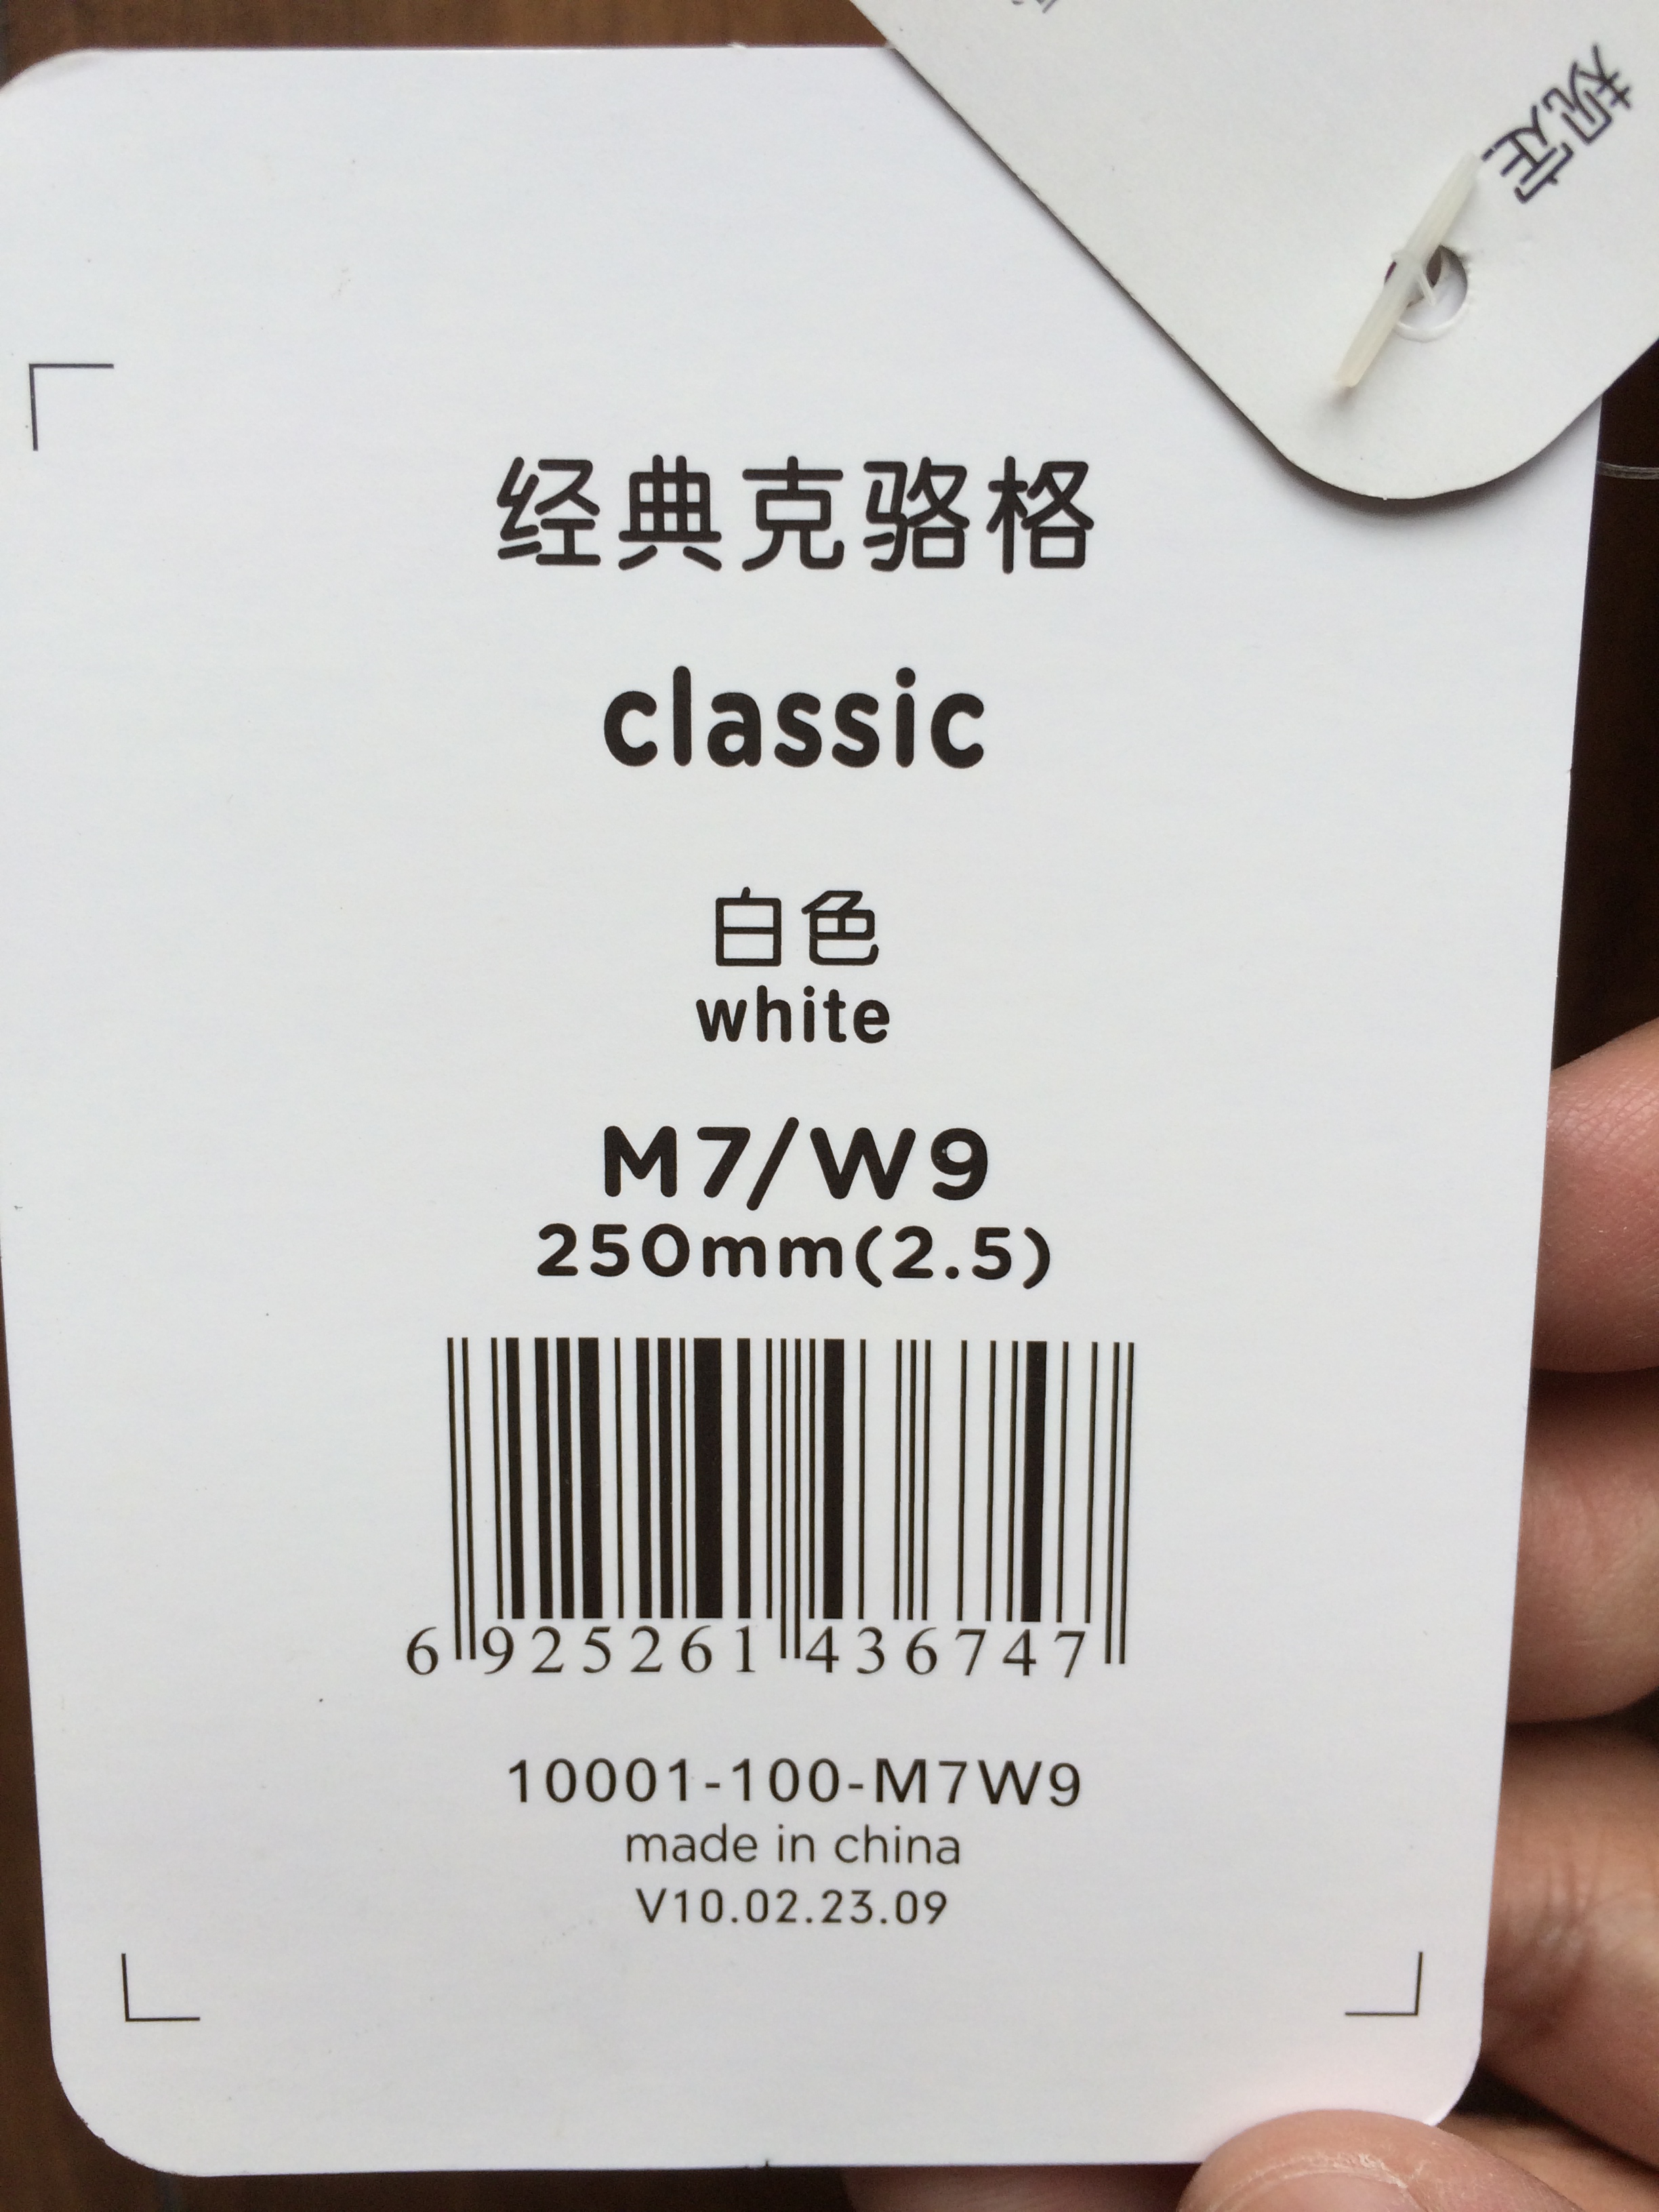 规定
经典克骆格
classic
白色
white
M7/W9
250mm(2.5)
6 925261 436747
10001-100-M7W9
made in china
V10.02.23.09